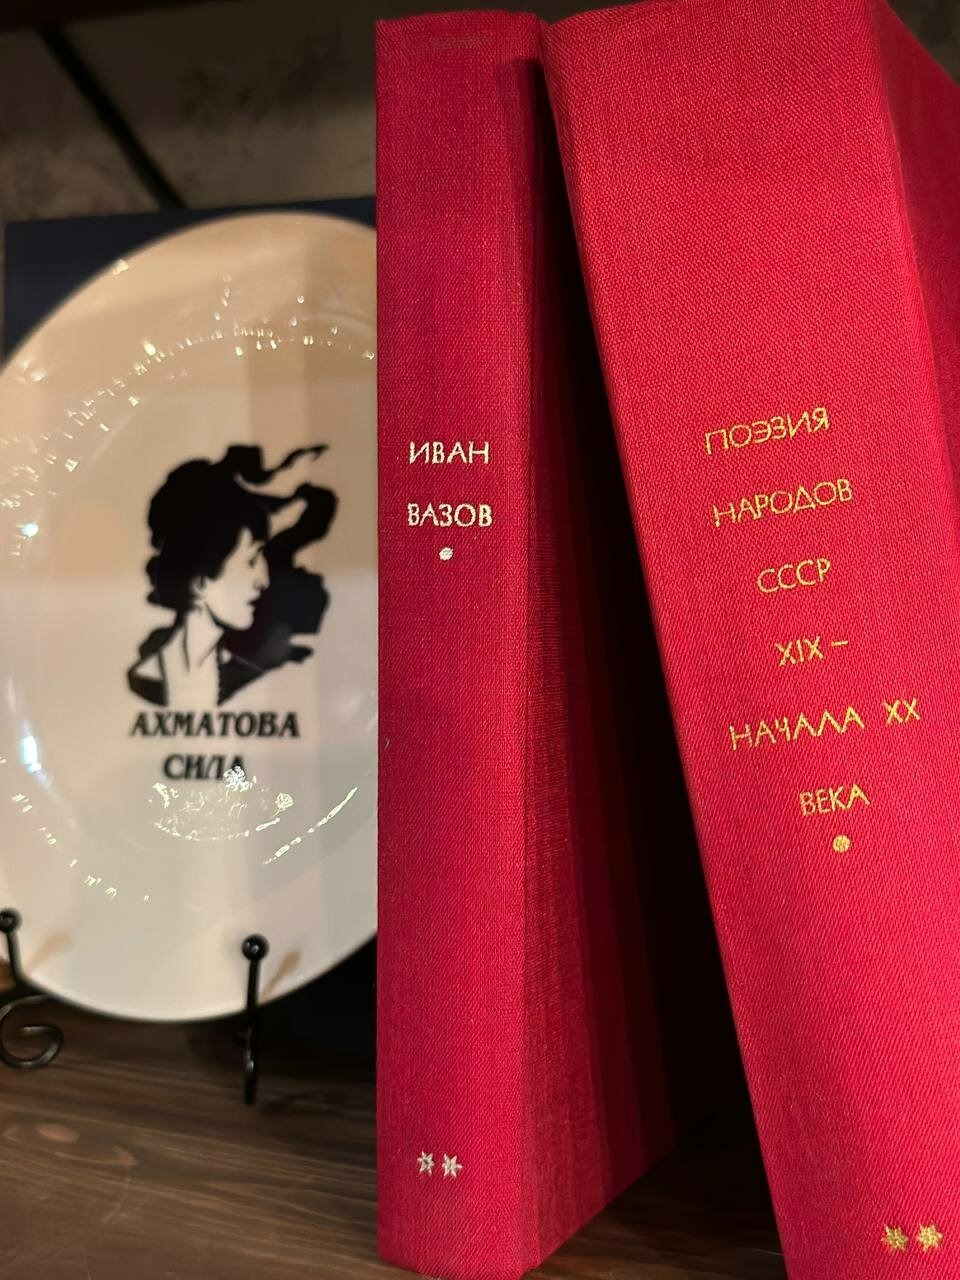 АХМАТОВА
СИЛА
ИВАН
ВАЗОВ
ПОЭЗИЯ
НАРОДОВ
СССР
XIX –
НАЧАЛА XX
ВЕКА